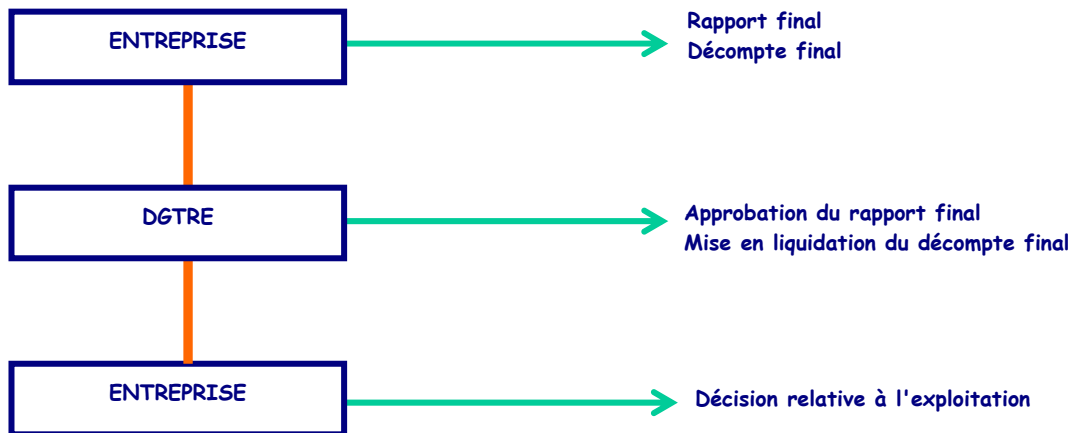 ENTREPRISE
Rapport final
Décompte final
DGTRE
Approbation du rapport final
Mise en liquidation du décompte final
ENTREPRISE
Décision relative à l'exploitation